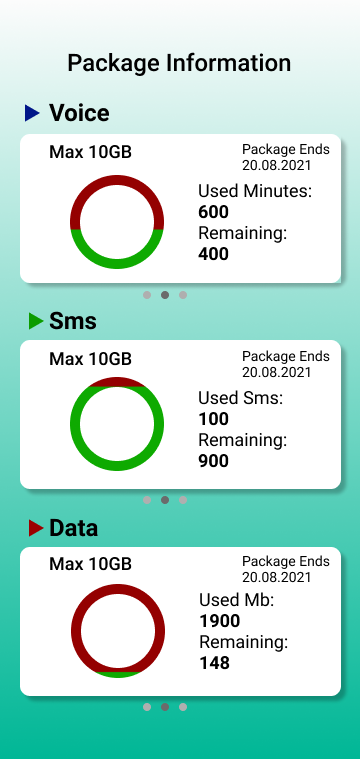 Package Information
Voice
Max 10GB
Package Ends
20.08.2021
Used Minutes:
600
Remaining:
400
Sms
Max 10GB
Package Ends
20.08.2021
Used Sms:
100
Remaining:
900
Data
Max 10GB
Package Ends
20.08.2021
Used Mb:
1900
Remaining:
148